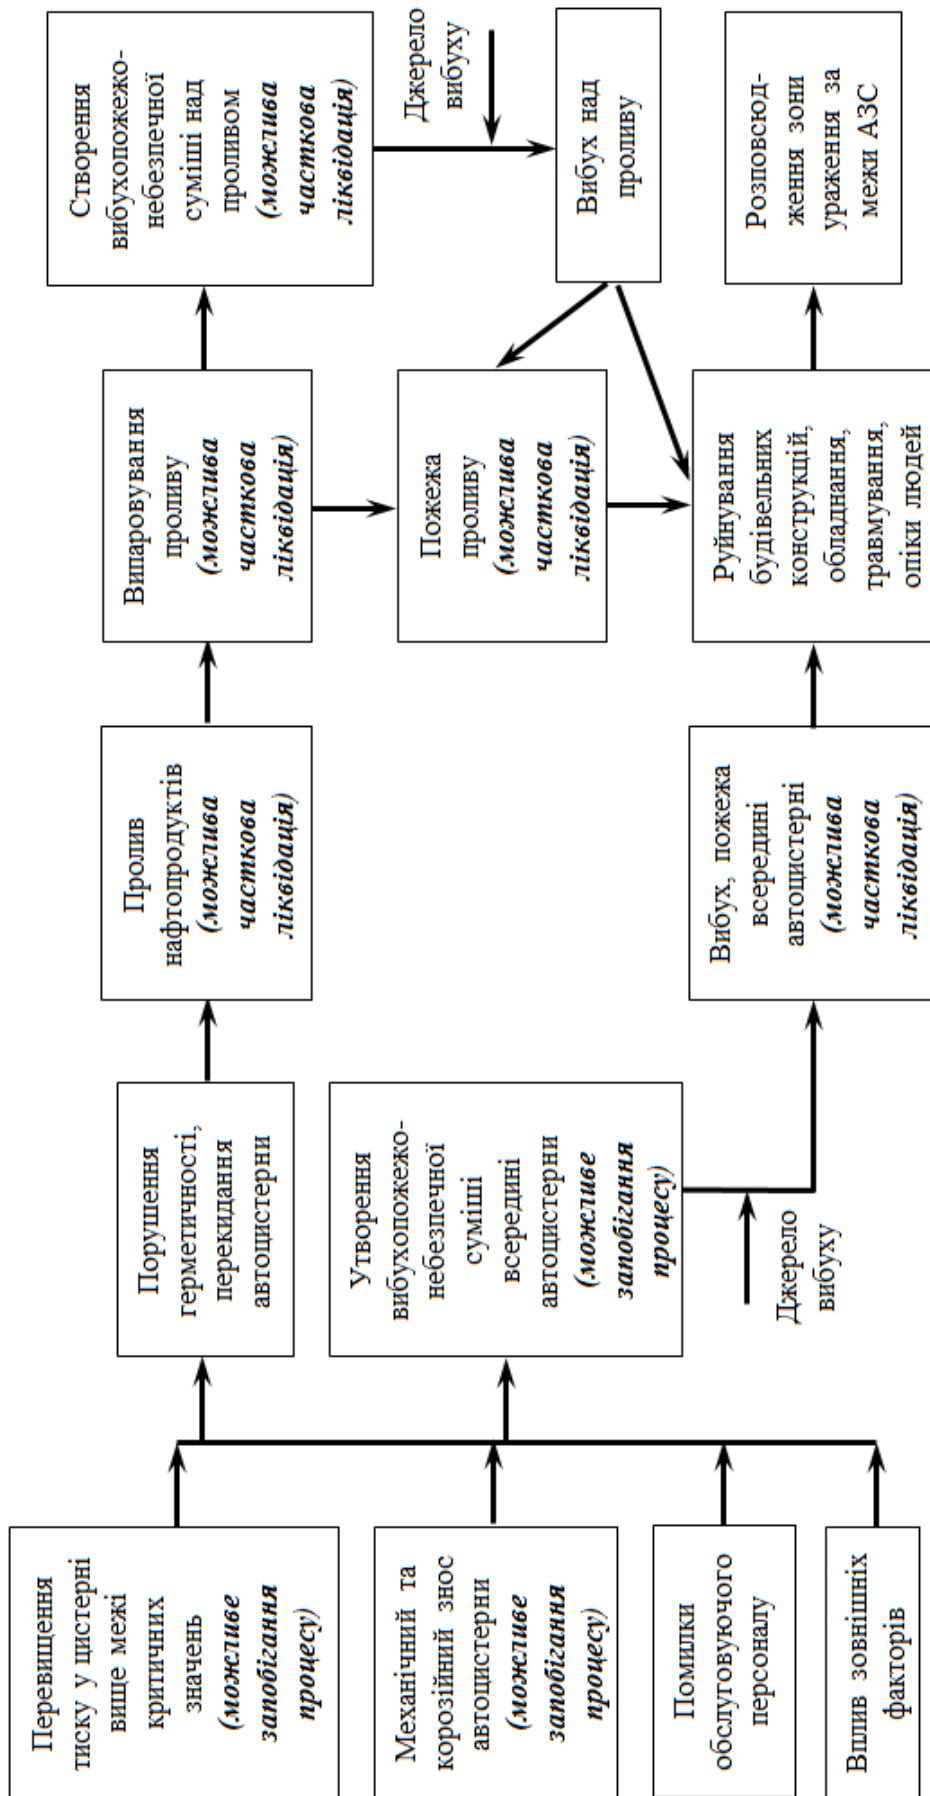 Перевищення
тиску у цистерні
вище межі
критичних
значень
(можливе
запобігання
процесу)
Механічний та
корозійний знос
автоцистерни
(можливе
запобігання
процесу)
Помилки
обслуговуючого
персоналу
Вплив зовнішніх
факторів
Порушення
герметичності,
перекидання
автоцистерни
Утворення
вибухопожежо-
небезпечної
суміші
всередині
автоцистерни
(можливе
запобігання
процесу)
Джерело
вибуху
Пролив
нафтопродуктів
(можлива
часткова
ліквідація)
Вибух, пожежа
всередині
автоцистерні
(можлива
часткова
ліквідація)
Випаровування
проливу
(можлива
часткова
ліквідація)
Пожежа
проливу
(можлива
часткова
ліквідація)
Руйнування
будівельних
конструкцій,
обладнання,
травмування,
опіки людей
Створення
вибухопожежо-
небезпечної
суміші над
проливом
(можлива
часткова
ліквідація)
Джерело
вибуху
Вибух над
проливу
Розповсюд-
ження зони
ураження за
межи АЗС